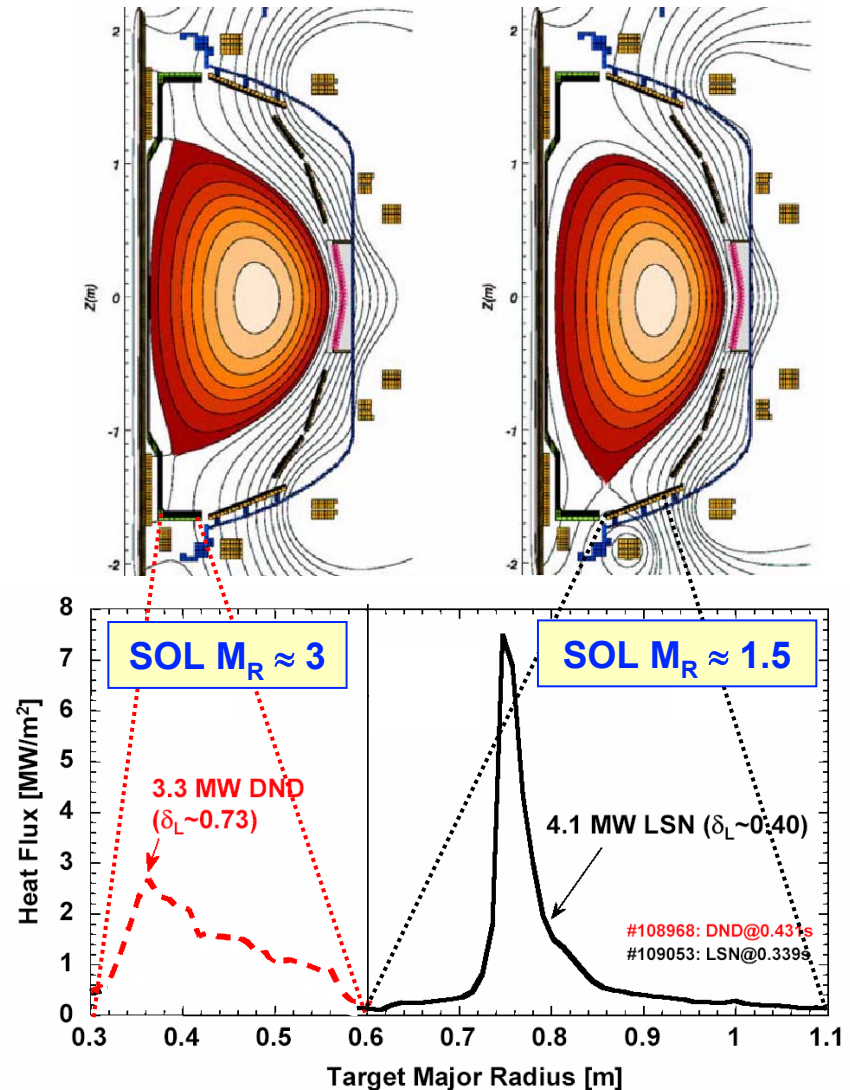 2
1
0
-1
-2
Z(m)
2
1
0
-1
-2
Z(m)
8
7
6
5
4
3
2
1
0
Heat Flux [MW/m²]
SOL M_R ≈ 3
SOL M_R ≈ 1.5
3.3 MW DND
(δ_L~0.73)
4.1 MW LSN (δ_L~0.40)
#108968: DND@0.431s
#109053: LSN@0.339s
0.3 0.4 0.5 0.6 0.7 0.8 0.9 1 1.1
Target Major Radius [m]